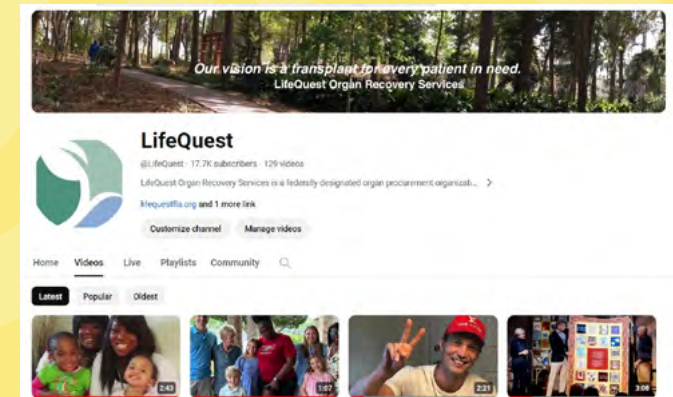 Our vision is a transplant for every patient in need.
LifeQuest Organ Recovery Services
LifeQuest
@LifeQuest · 17.7K subscribers · 129 videos
LifeQuest Organ Recovery Services is a federally designated organ procurement organizati... >
lifequestfla.org and 1 more link
Customize channel Manage videos
Home Videos Live Playlists Community
Latest Popular Oldest
2:43 1:07 2:21 3:08